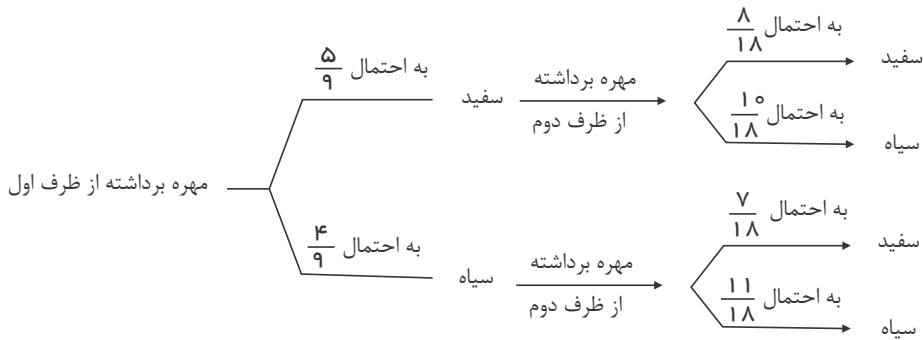 به احتمال ۸/۱۸
سفید
به احتمال ۵/۹
سفید
مهره برداشته
از ظرف دوم
به احتمال ۱۰/۱۸
سیاه
مهره برداشته از ظرف اول
به احتمال ۷/۱۸
سفید
به احتمال ۴/۹
سیاه
مهره برداشته
از ظرف دوم
به احتمال ۱۱/۱۸
سیاه